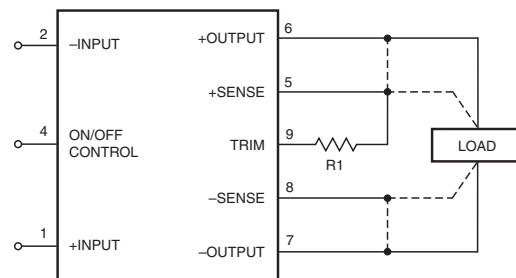 2
–INPUT
4
ON/OFF
CONTROL
1
+INPUT
+OUTPUT
6
+SENSE
5
TRIM
9
R1
–SENSE
8
–OUTPUT
7
LOAD